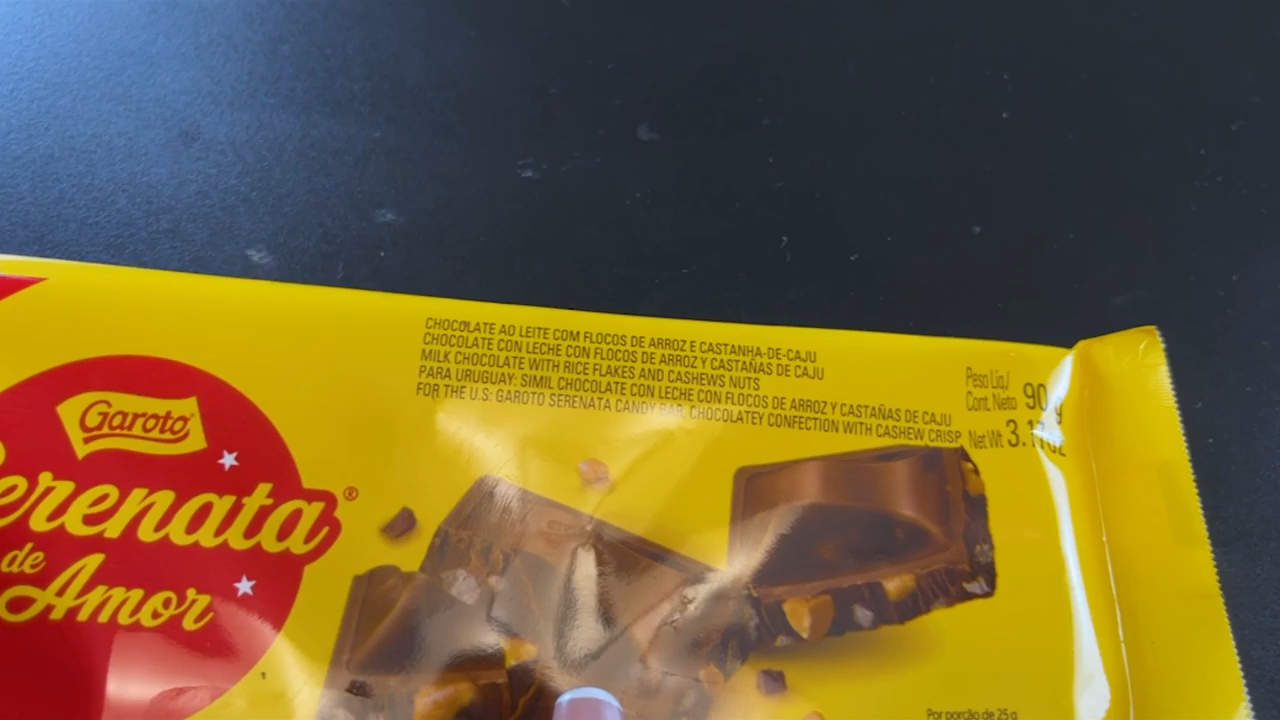 CHOCOLATE AO LEITE COM FLOCOS DE ARROZ E CASTANHA-DE-CAJU
CHOCOLATE CON LECHE CON FLOCOS DE ARROZ Y CASTAÑAS DE CAJU
MILK CHOCOLATE WITH RICE FLAKES AND CASHEWS NUTS
PARA URUGUAY: SIMIL CHOCOLATE CON LECHE CON FLOCOS DE ARROZ Y CASTAÑAS DE CAJU
FOR THE U.S: GAROTO SERENATA CANDY BAR, CHOCOLATEY CONFECTION WITH CASHEW CRISP
Peso Líq./
Cont. Neto 90 g
Net Wt
Garoto
Serenata®
de
Amor
Por porção de 25 g